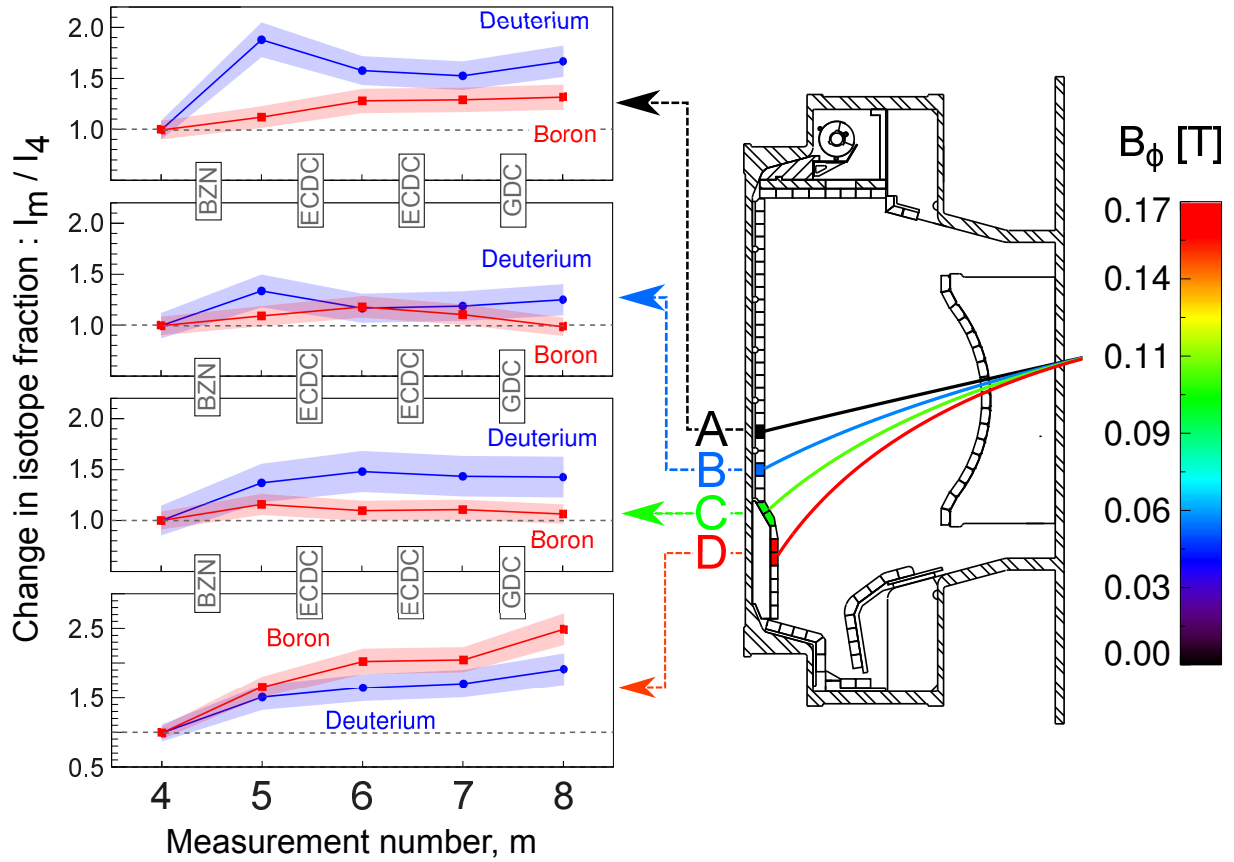 Change in isotope fraction : Im / I4
2.0
1.5
1.0
Deuterium
Boron
BZN
ECDC
ECDC
GDC
2.0
1.5
1.0
Deuterium
Boron
BZN
ECDC
ECDC
GDC
2.0
1.5
1.0
Deuterium
Boron
BZN
ECDC
ECDC
GDC
2.5
1.5
1.0
0.5
Boron
Deuterium
4 5 6 7 8
Measurement number, m
A
B
C
D
Bϕ [T]
0.17
0.14
0.11
0.09
0.06
0.03
0.00